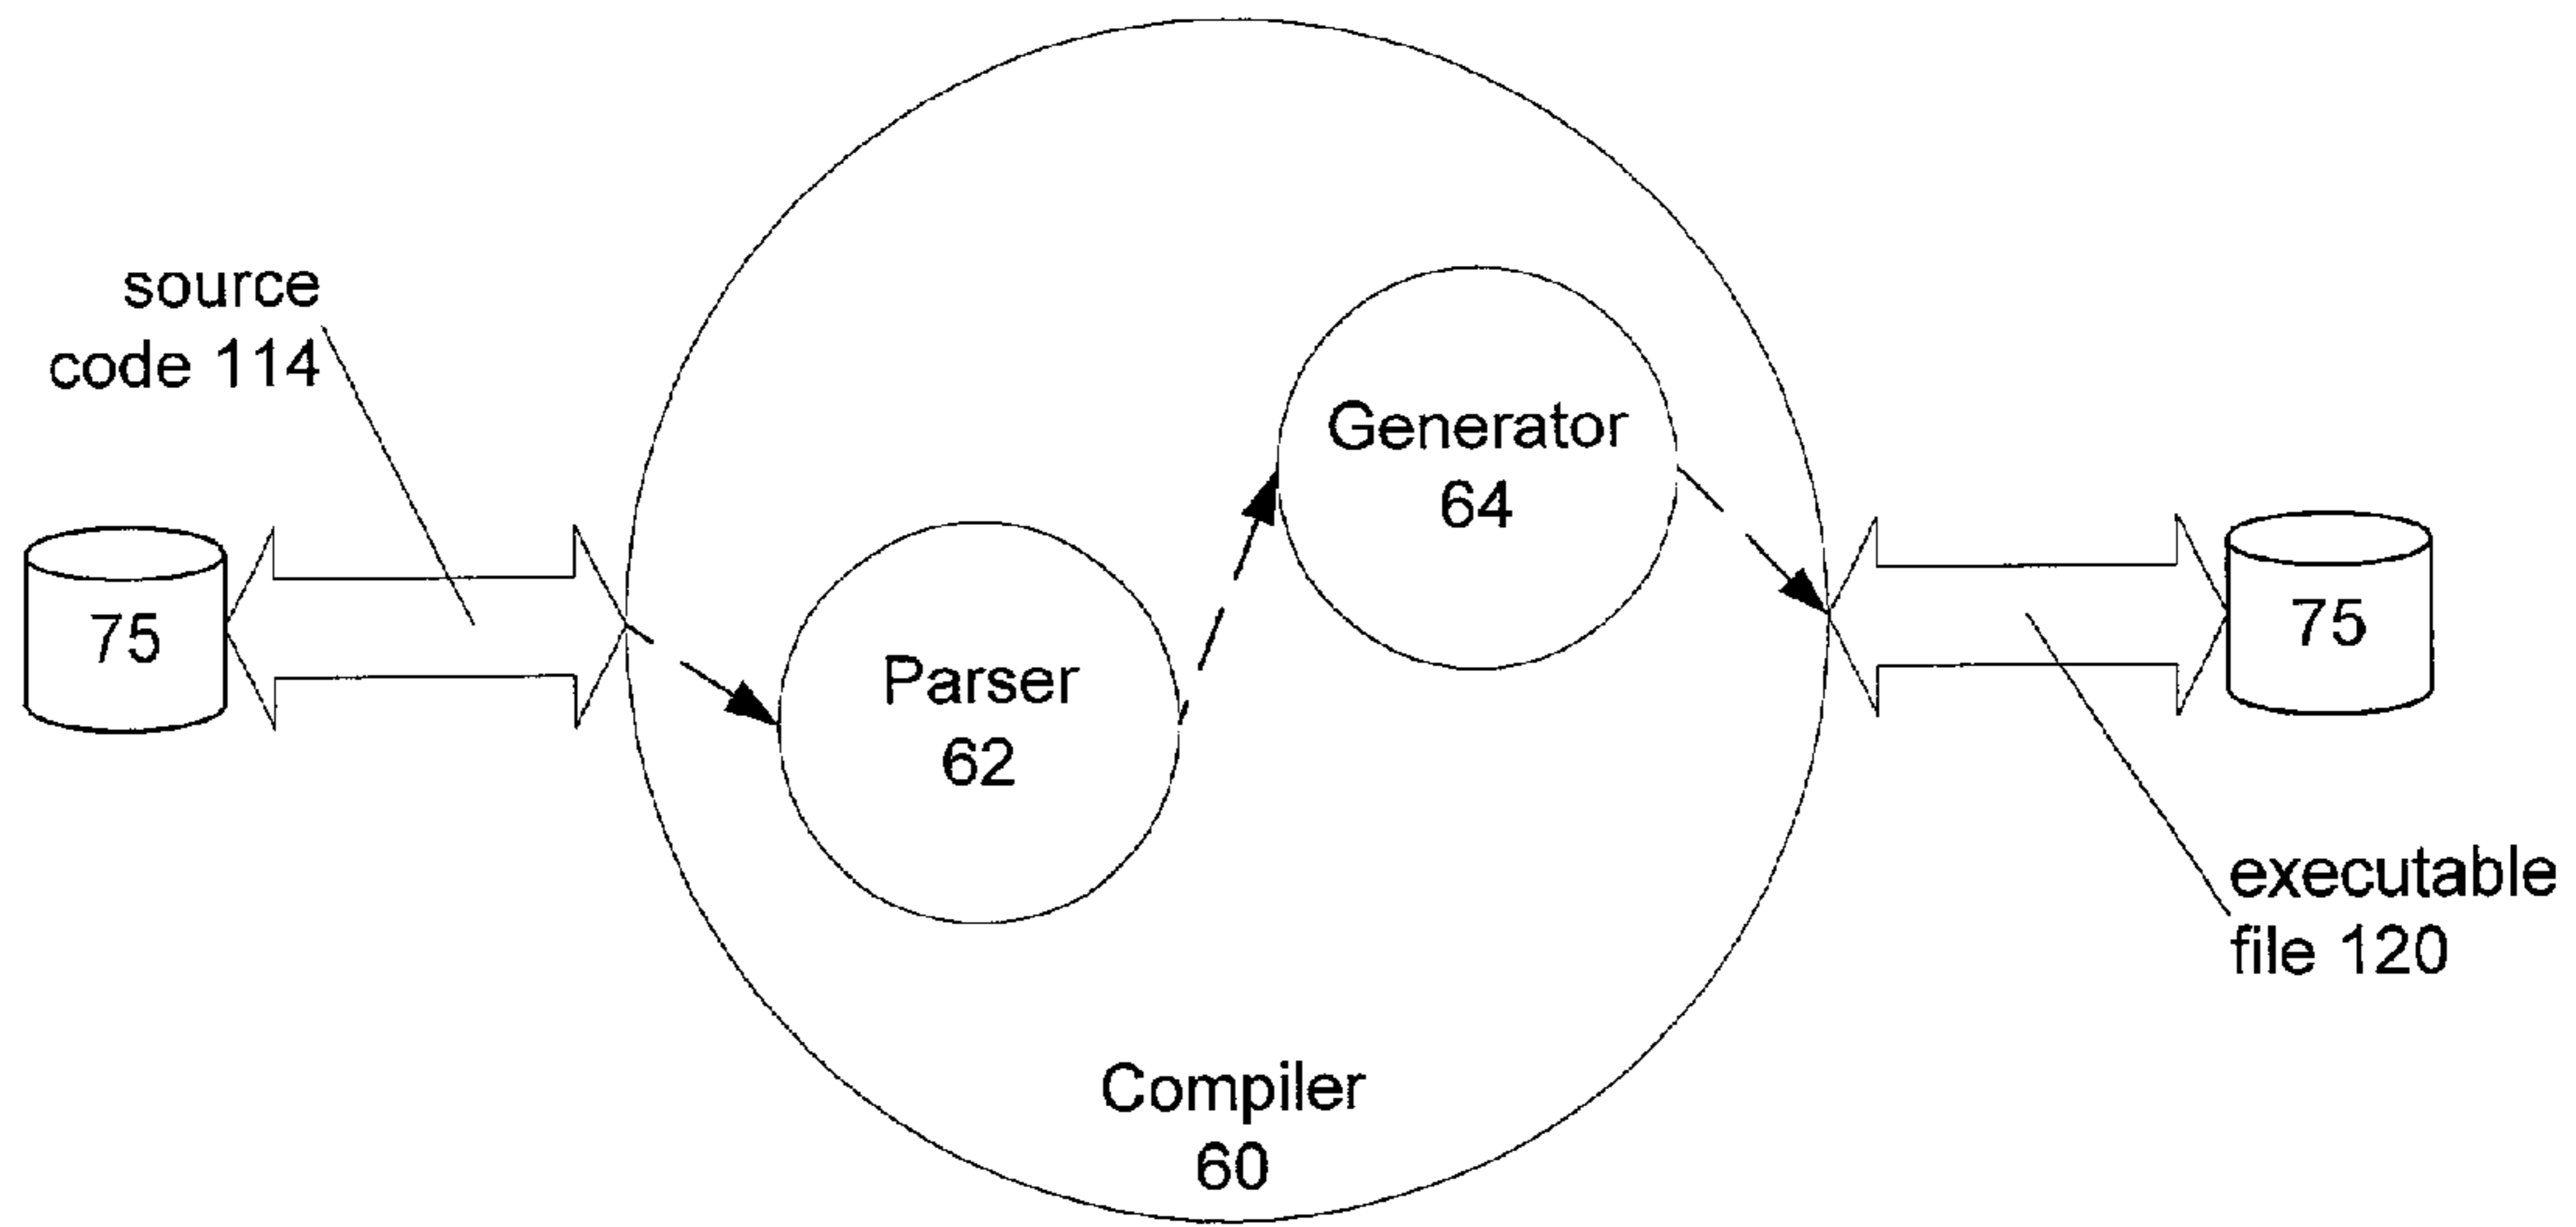 source
code 114
75
Parser
62
Generator
64
Compiler
60
75
executable
file 120